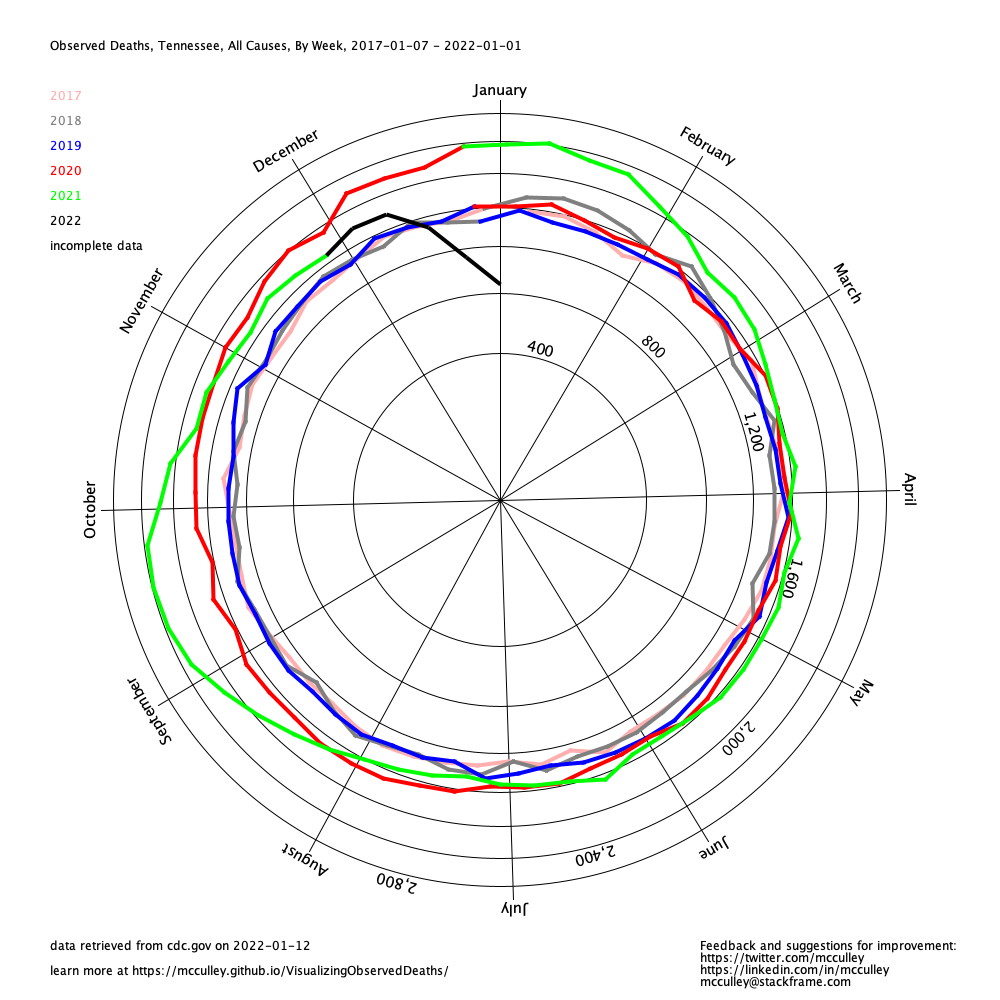 Observed Deaths, Tennessee, All Causes, By Week, 2017-01-07 - 2022-01-01
January
2017
2018
2019
2020
2021
2022
incomplete data
December
February
November
March
400
800
1,200
October
April
1,600
September
May
2,000
August
June
2,400
2,800
July
data retrieved from cdc.gov on 2022-01-12
learn more at https://mcculley.github.io/VisualizingObservedDeaths/
Feedback and suggestions for improvement:
https://twitter.com/mcculley
https://linkedin.com/in/mcculley
mcculley@stackframe.com